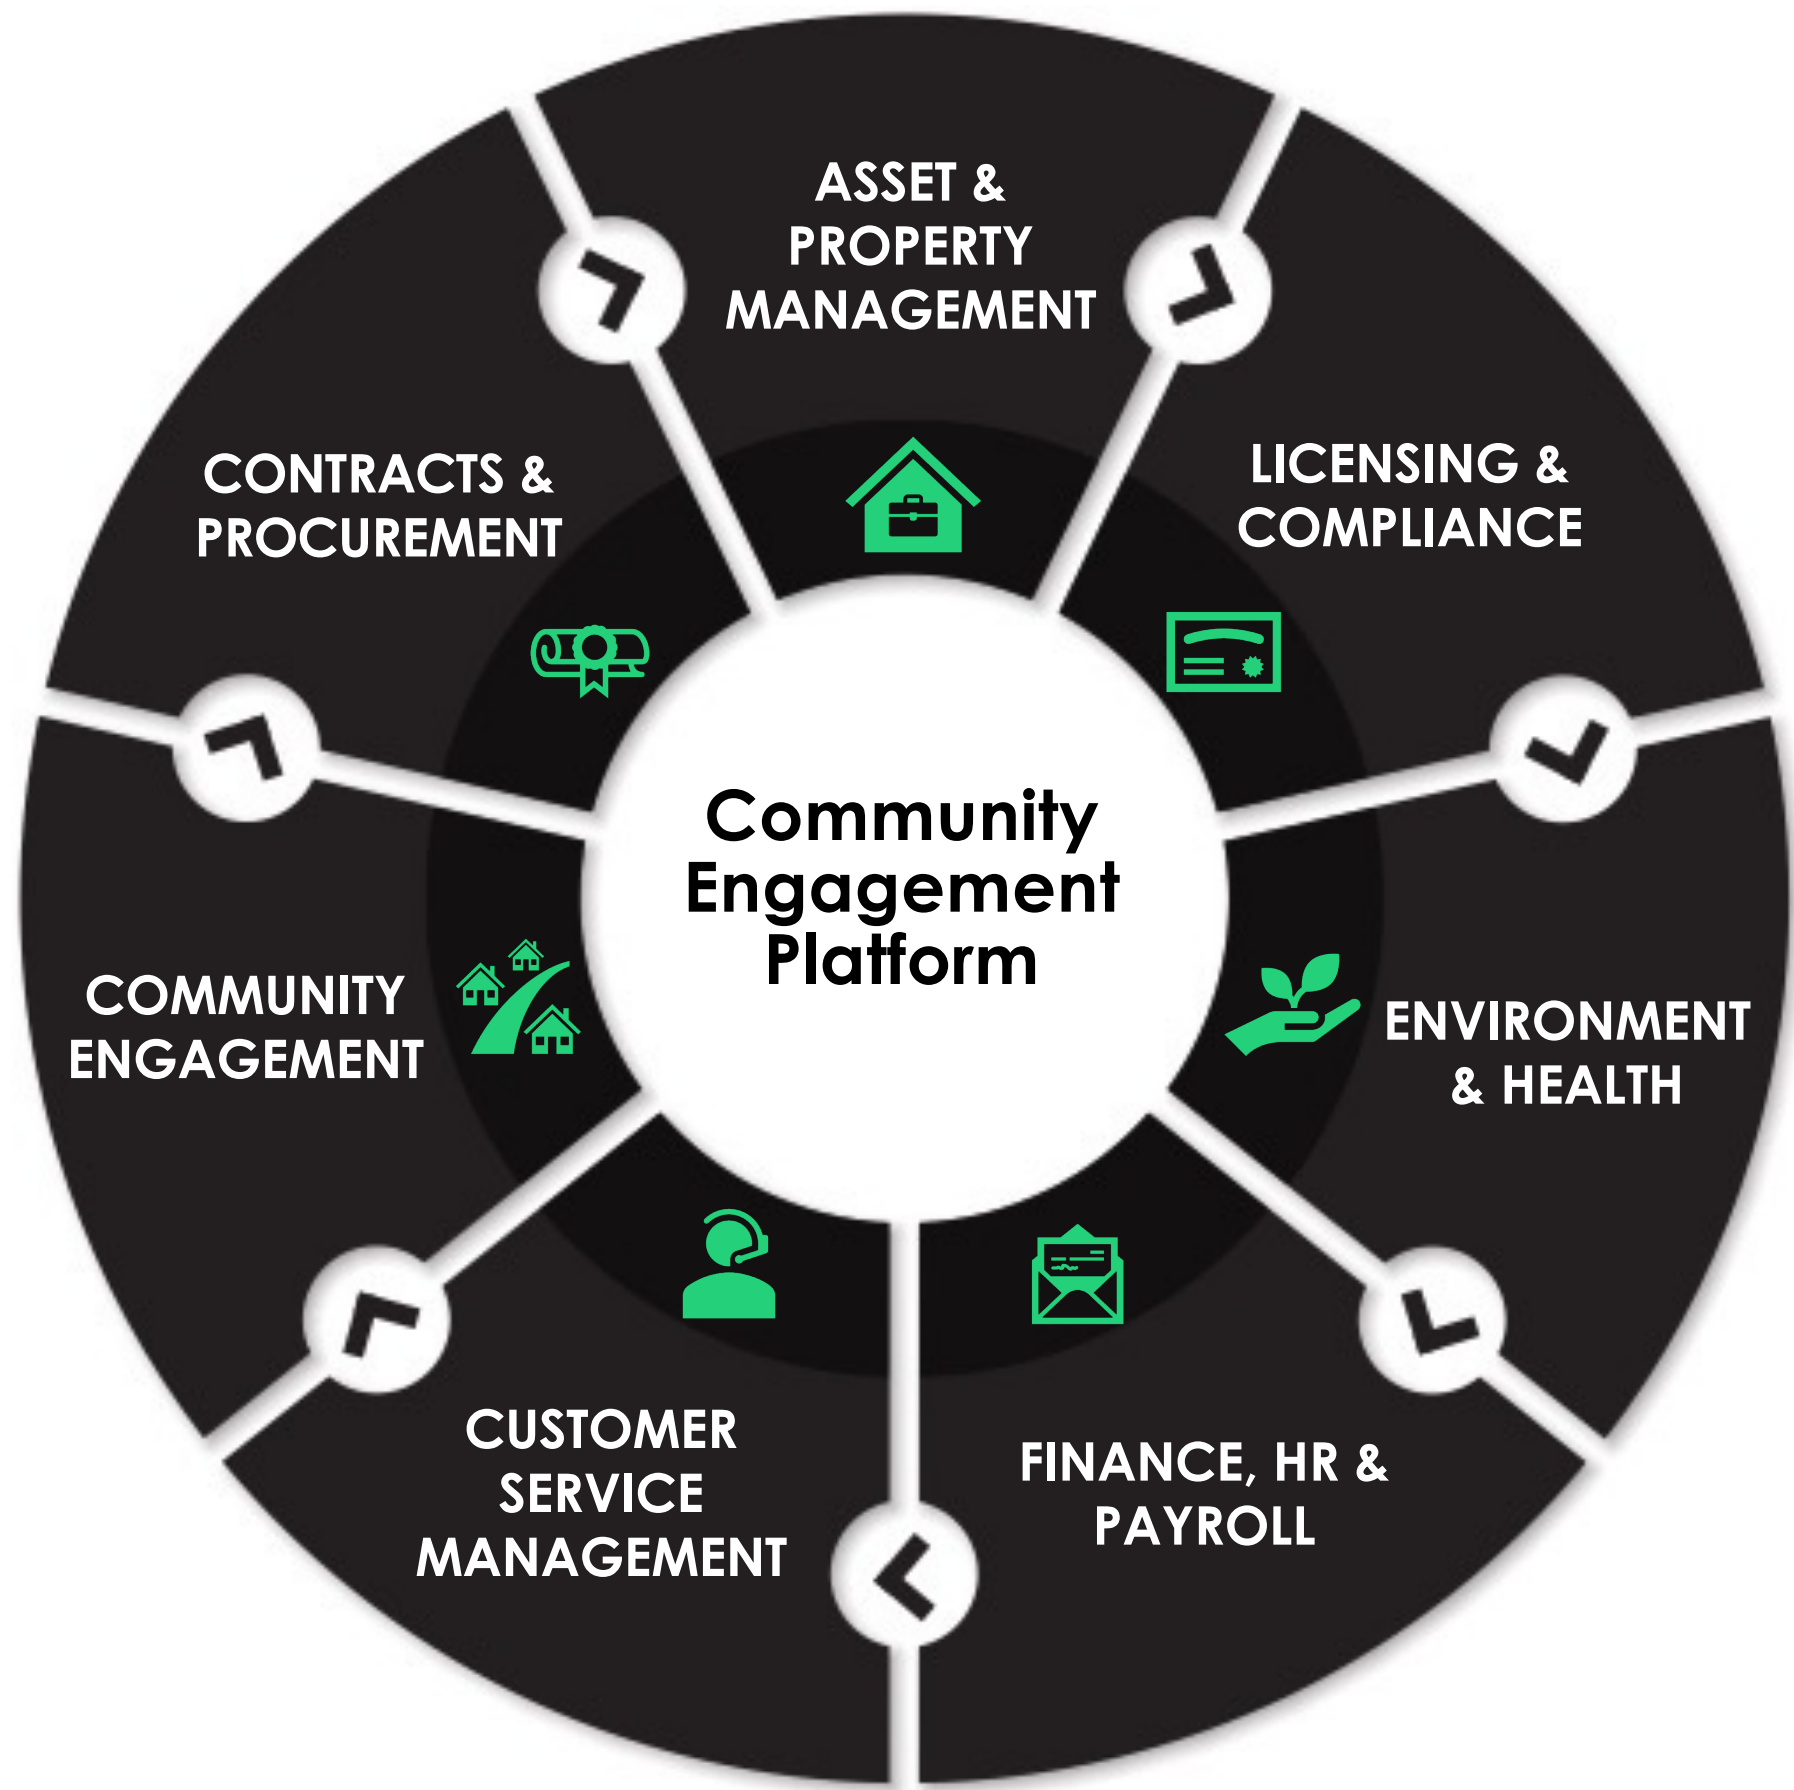 ASSET &
PROPERTY
MANAGEMENT
LICENSING &
COMPLIANCE
ENVIRONMENT
& HEALTH
FINANCE, HR &
PAYROLL
CUSTOMER
SERVICE
MANAGEMENT
COMMUNITY
ENGAGEMENT
CONTRACTS &
PROCUREMENT
Community
Engagement
Platform